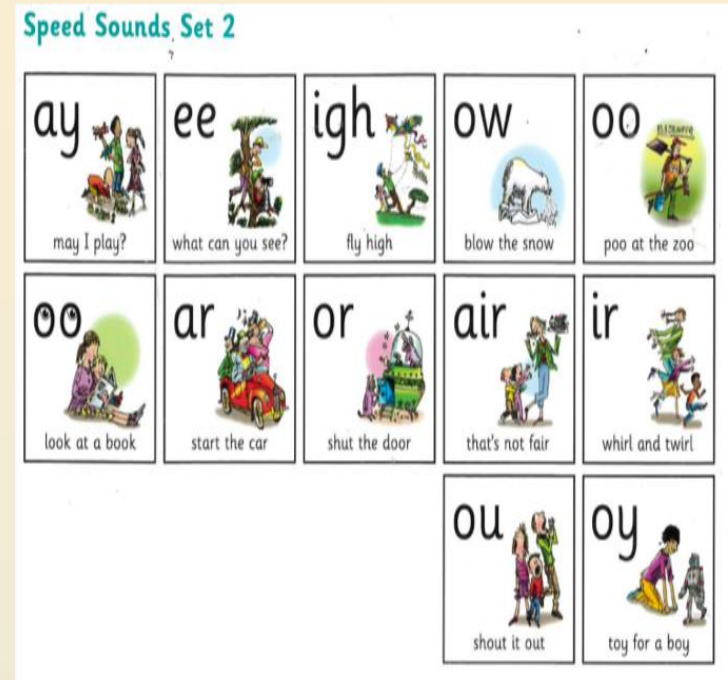 Speed Sounds Set 2
ay
may I play?
ee
what can you see?
igh
fly high
ow
blow the snow
oo
poo at the zoo
oo
look at a book
ar
start the car
or
shut the door
air
that's not fair
ir
whirl and twirl
ou
shout it out
oy
toy for a boy